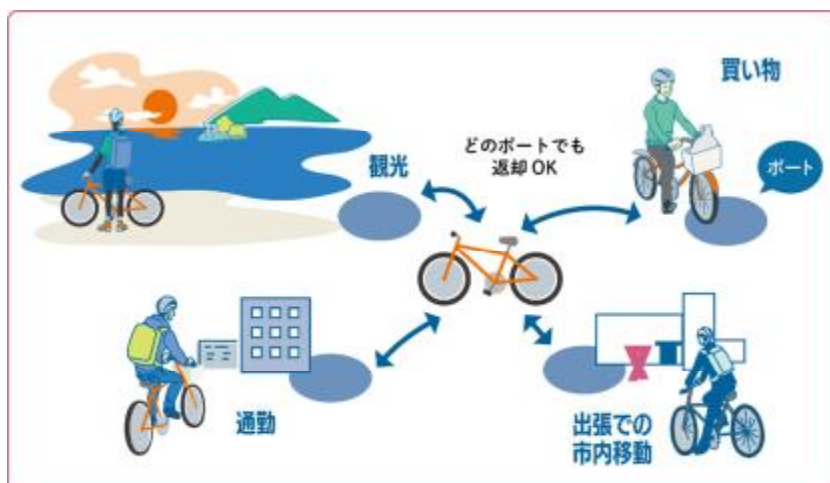 買い物
どのポートでも
返却 OK
ポート
観光
通勤
出張での
市内移動